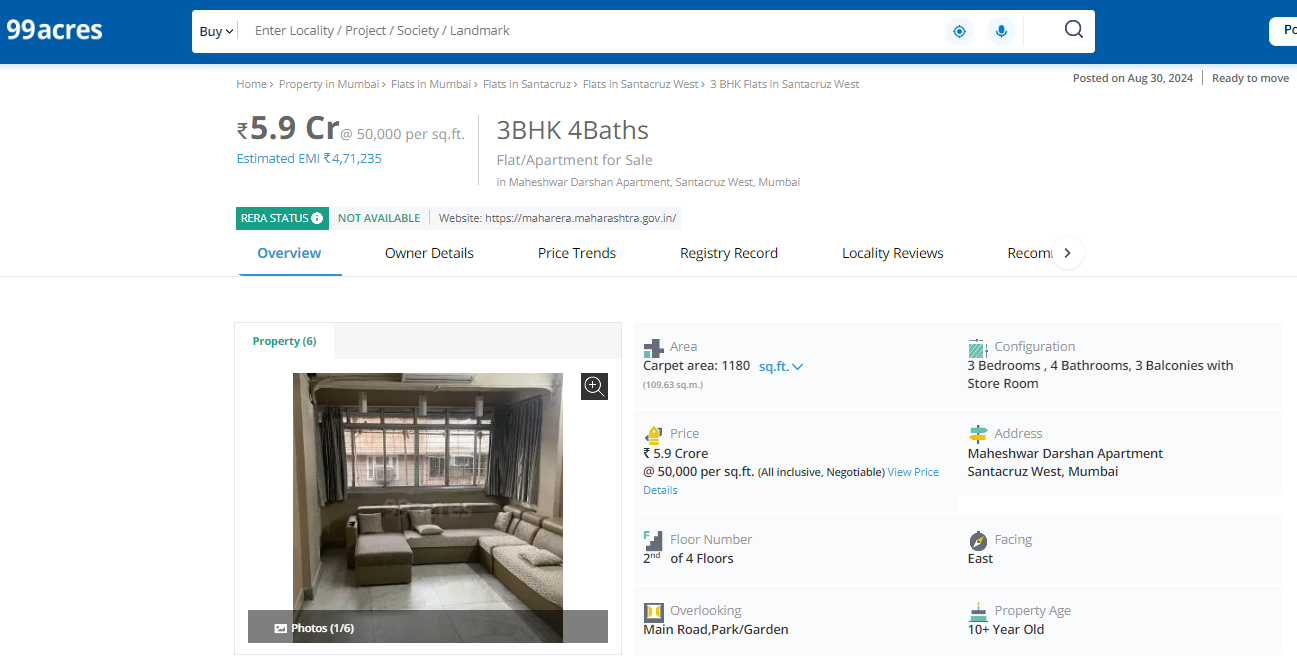 99acres
Buy
Enter Locality / Project / Society / Landmark
Po
Home › Property in Mumbai › Flats in Mumbai › Flats in Santacruz › Flats in Santacruz West › 3 BHK Flats in Santacruz West
Posted on Aug 30, 2024 | Ready to move
₹5.9 Cr @ 50,000 per sq.ft.
Estimated EMI ₹4,71,235
3BHK 4Baths
Flat/Apartment for Sale
in Maheshwar Darshan Apartment, Santacruz West, Mumbai
RERA STATUS NOT AVAILABLE | Website: https://maharera.maharashtra.gov.in/
Overview Owner Details Price Trends Registry Record Locality Reviews Recom
Property (6)
99acres
Photos (1/6)
Area
Carpet area: 1180 sq.ft.
(109.63 sq.m.)
Configuration
3 Bedrooms , 4 Bathrooms, 3 Balconies with
Store Room
Price
₹ 5.9 Crore
@ 50,000 per sq.ft. (All inclusive, Negotiable) View Price
Details
Address
Maheshwar Darshan Apartment
Santacruz West, Mumbai
Floor Number
2nd of 4 Floors
Facing
East
Overlooking
Main Road,Park/Garden
Property Age
10+ Year Old